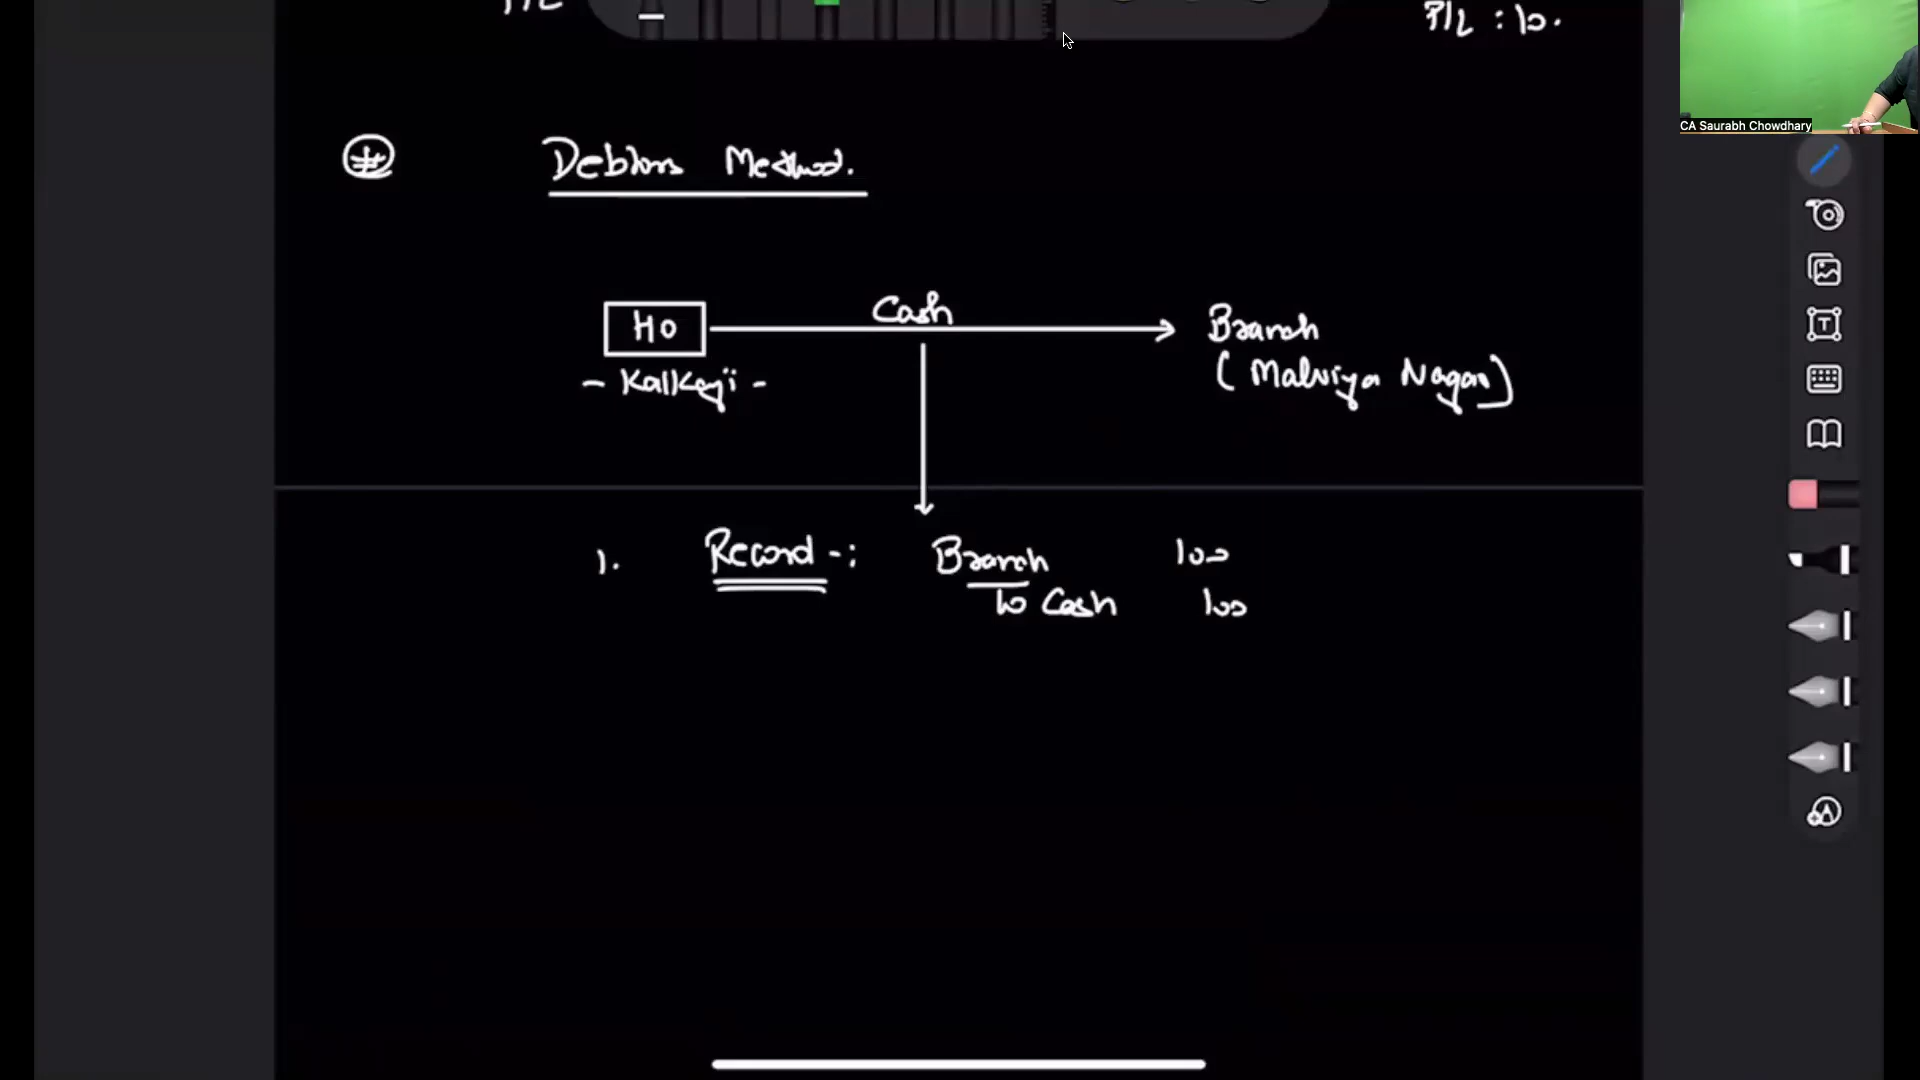 P/L
P/L : 10.
CA Saurabh Chowdhary
# Debtors Method.
HO Cash Branch
- Kalkaji - (Malviya Nagar)
1. Record -: Branch 100
to Cash 100